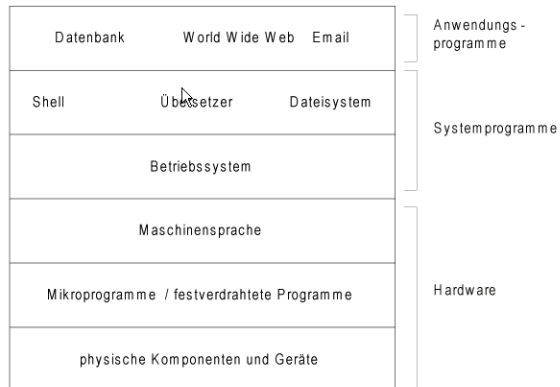 Datenbank World Wide Web Email
Anwendungs-
programme
Shell Übersetzer Dateisystem
Systemprogramme
Betriebssystem
Maschinensprache
Mikroprogramme / festverdrahtete Programme
Hardware
physische Komponenten und Geräte